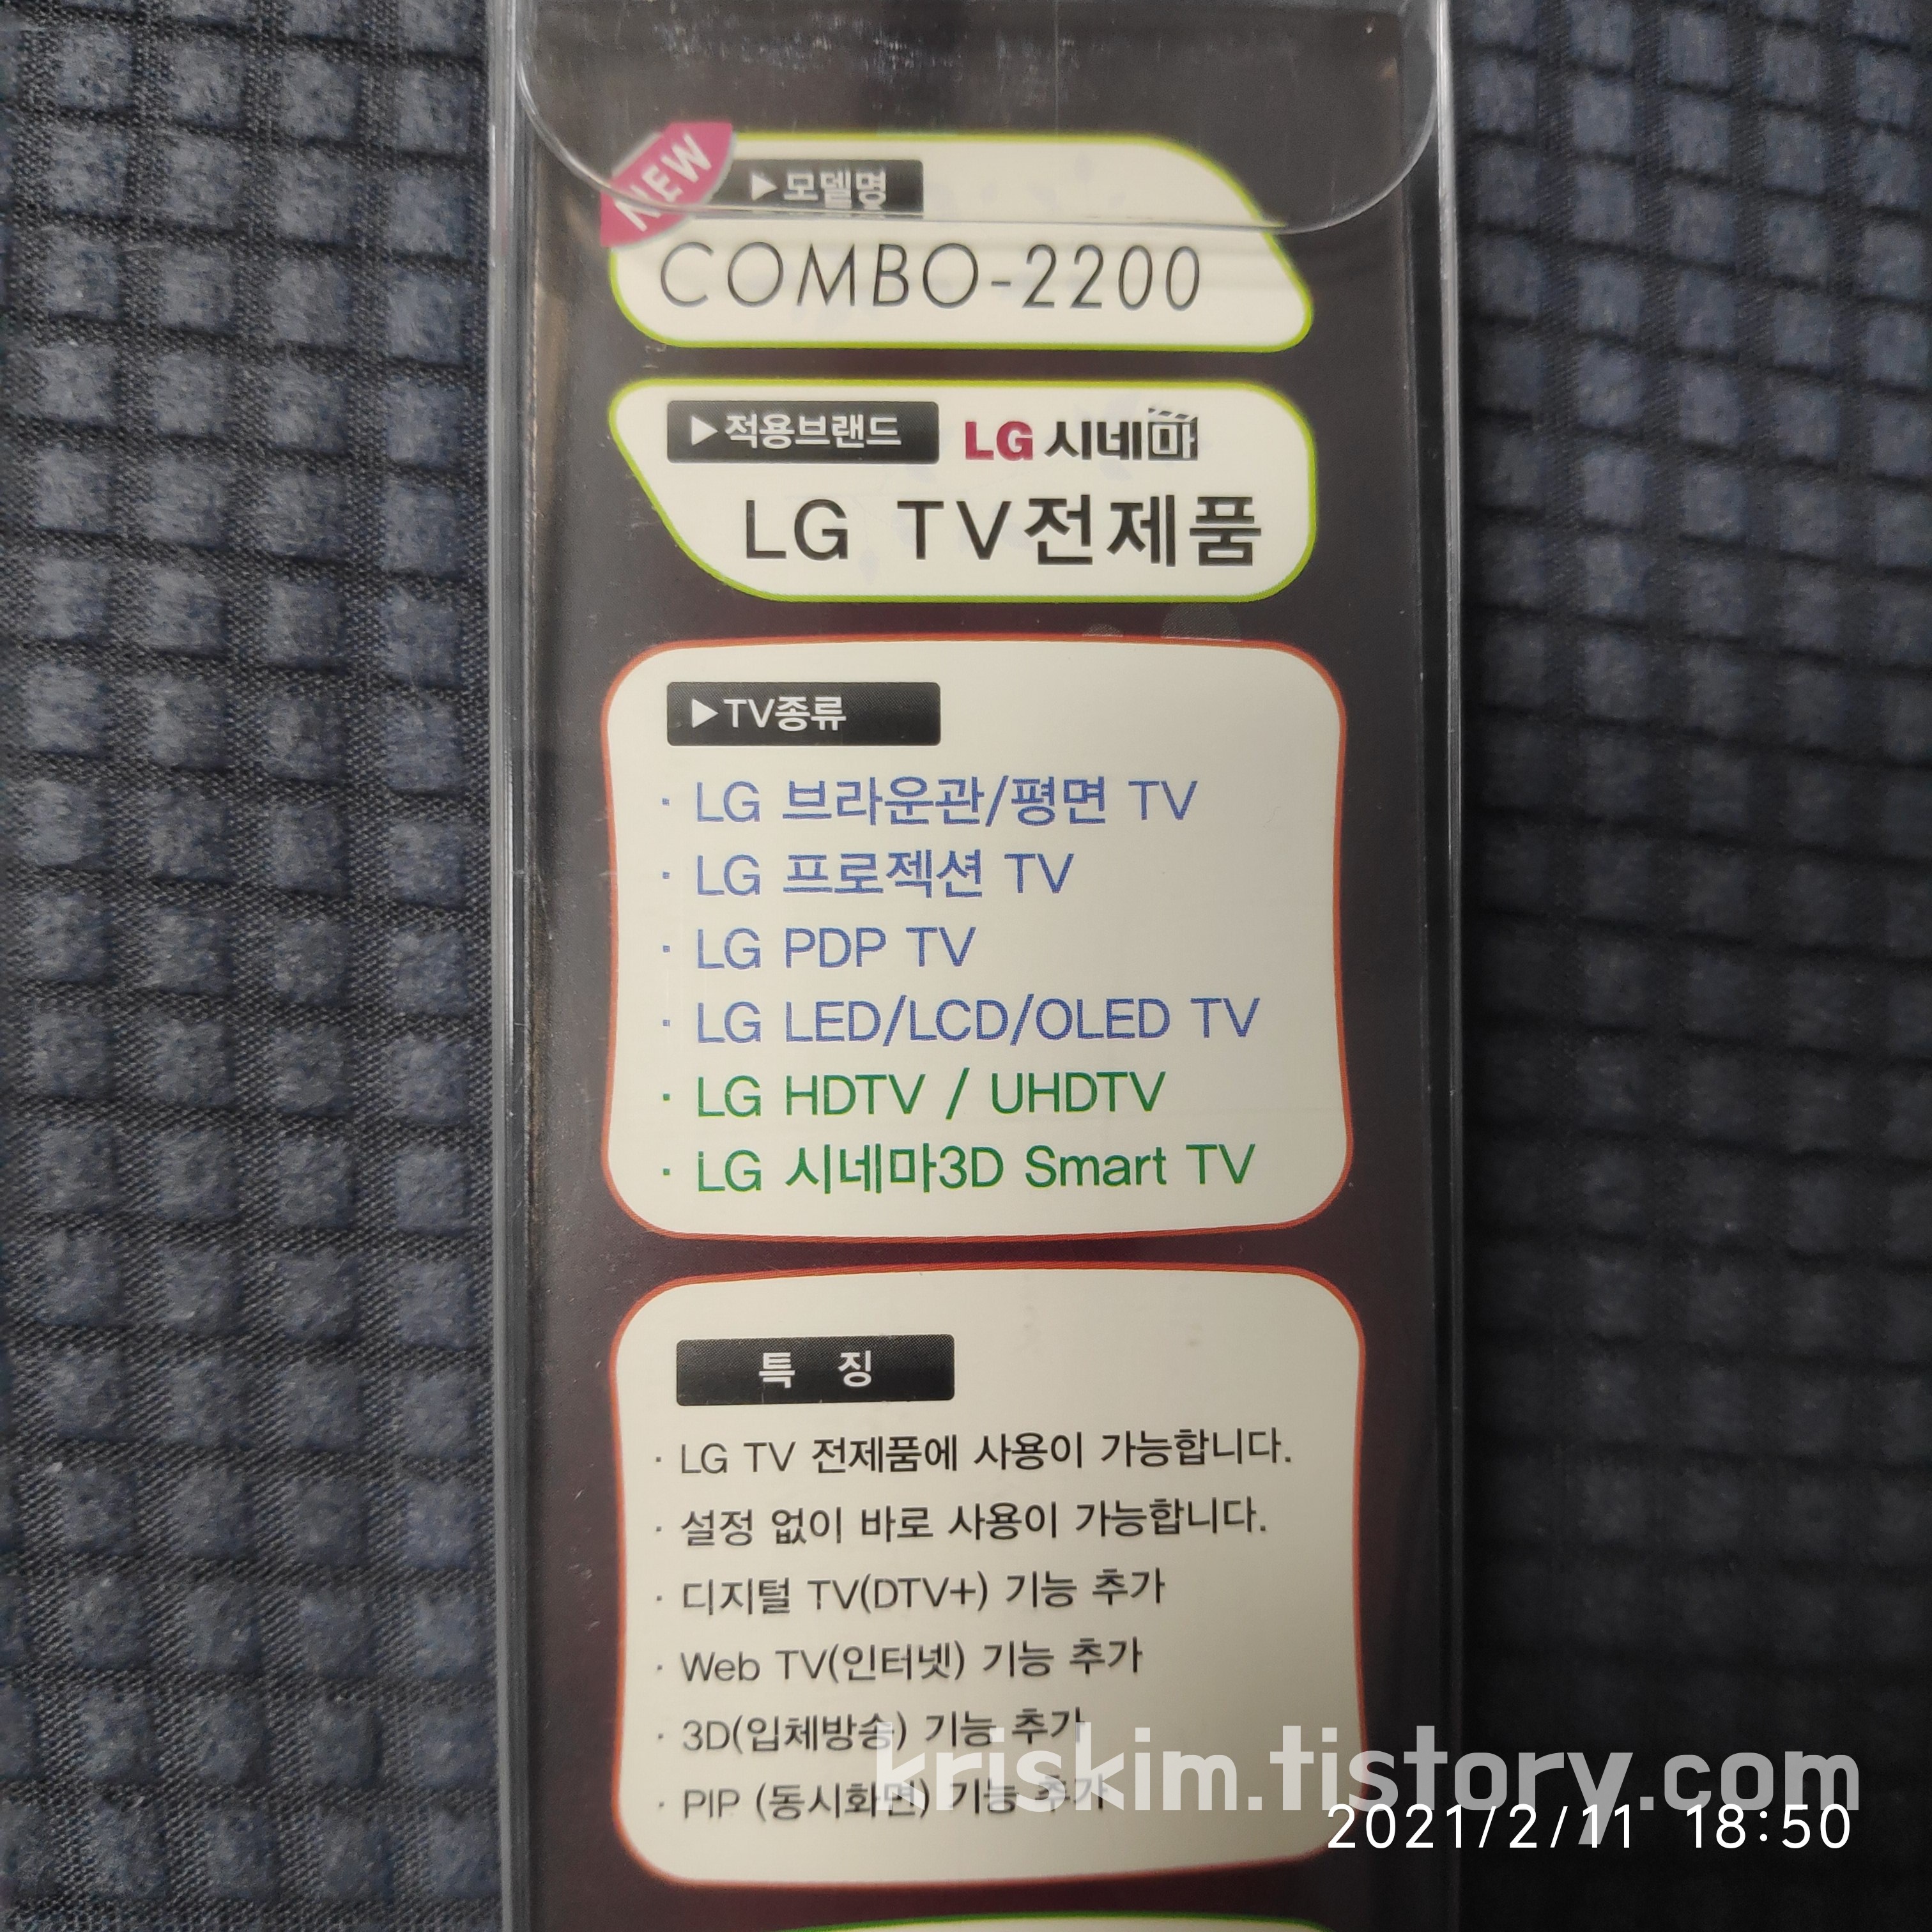 NEW
▶모델명
COMBO-2200
▶적용브랜드 LG 시네마
LG TV전제품
▶TV종류
· LG 브라운관/평면 TV
· LG 프로젝션 TV
· LG PDP TV
· LG LED/LCD/OLED TV
· LG HDTV / UHDTV
· LG 시네마3D Smart TV
특 징
· LG TV 전제품에 사용이 가능합니다.
· 설정 없이 바로 사용이 가능합니다.
· 디지털 TV(DTV+) 기능 추가
· Web TV(인터넷) 기능 추가
· 3D(입체방송) 기능 추가
· PIP (동시화면) 기능 추가
kriskim.tistory.com
2021/2/11 18:50